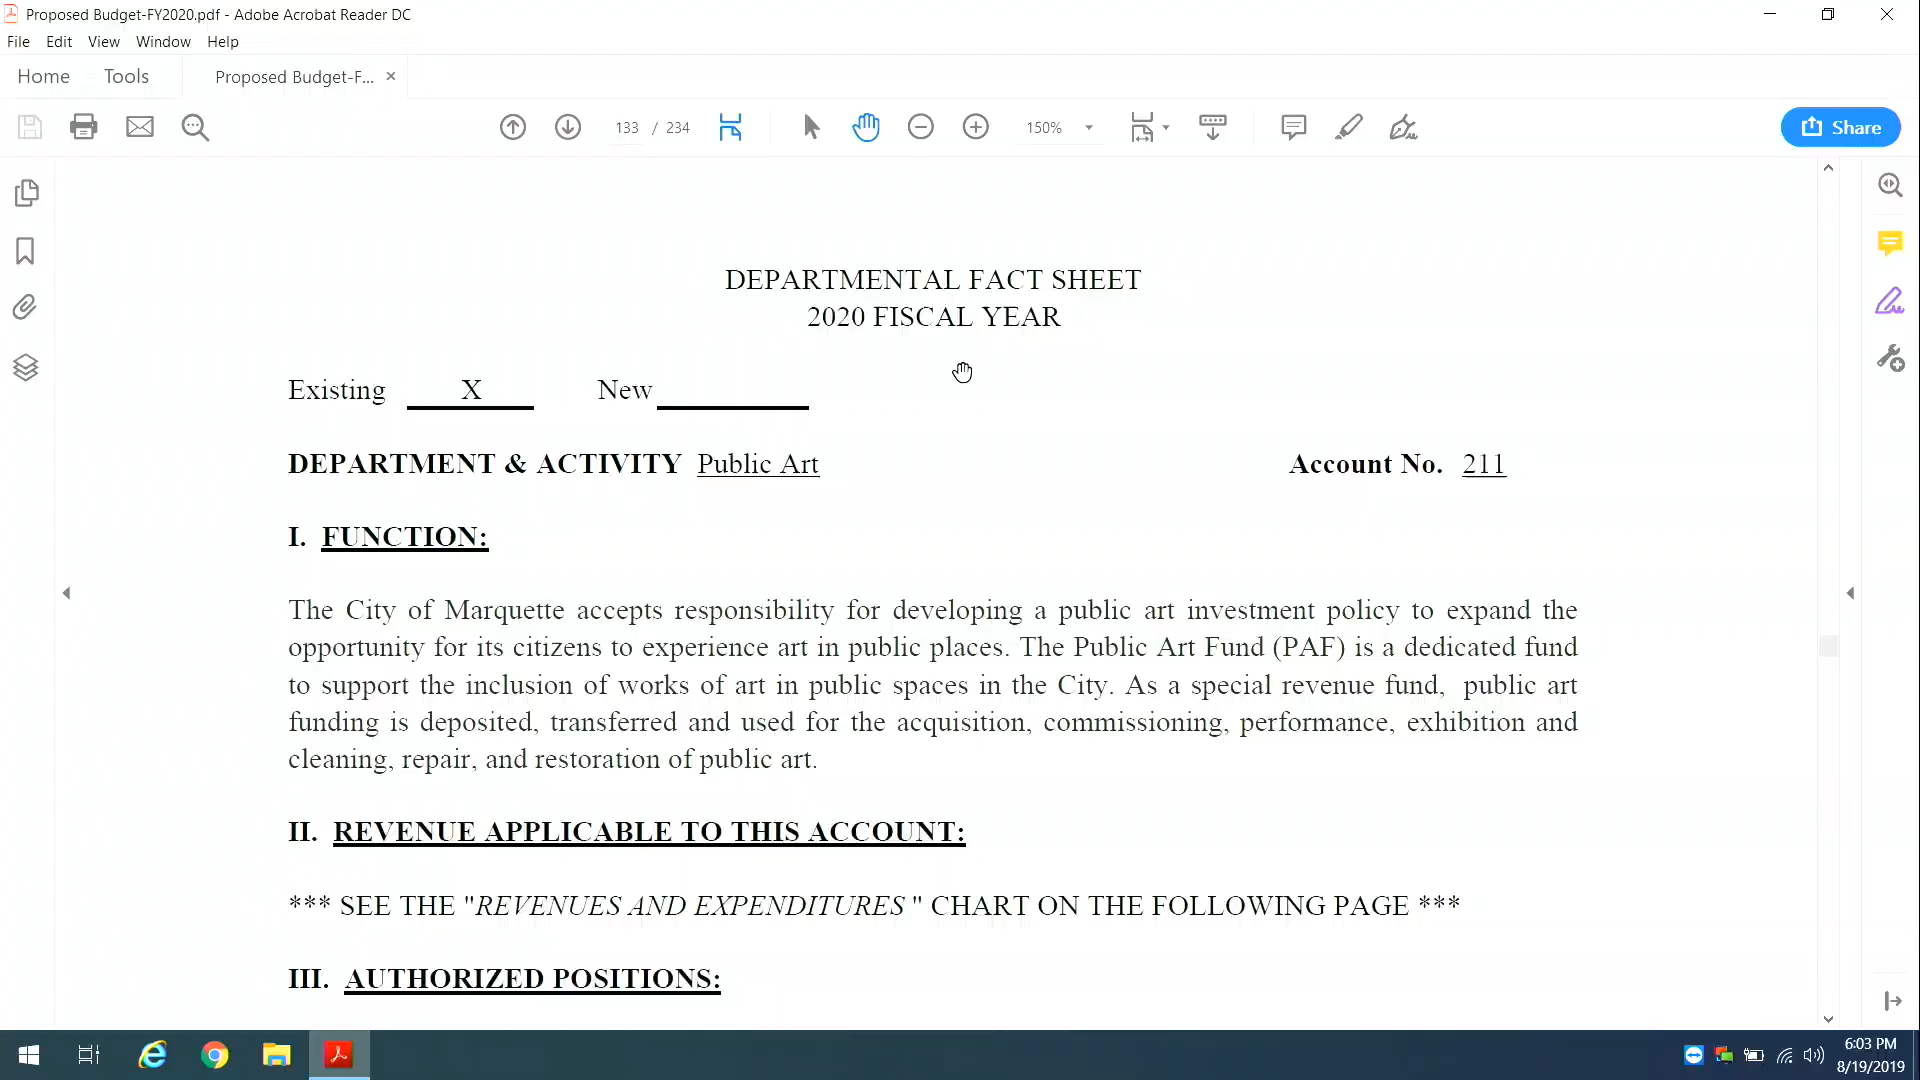 Proposed Budget-FY2020.pdf - Adobe Acrobat Reader DC
File Edit View Window Help
Home Tools Proposed Budget-F... ×
133 / 234 150% Share
DEPARTMENTAL FACT SHEET
2020 FISCAL YEAR
Existing X New
DEPARTMENT & ACTIVITY Public Art Account No. 211
I. FUNCTION:
The City of Marquette accepts responsibility for developing a public art investment policy to expand the
opportunity for its citizens to experience art in public places. The Public Art Fund (PAF) is a dedicated fund
to support the inclusion of works of art in public spaces in the City. As a special revenue fund, public art
funding is deposited, transferred and used for the acquisition, commissioning, performance, exhibition and
cleaning, repair, and restoration of public art.
II. REVENUE APPLICABLE TO THIS ACCOUNT:
*** SEE THE "REVENUES AND EXPENDITURES " CHART ON THE FOLLOWING PAGE ***
III. AUTHORIZED POSITIONS:
6:03 PM
8/19/2019